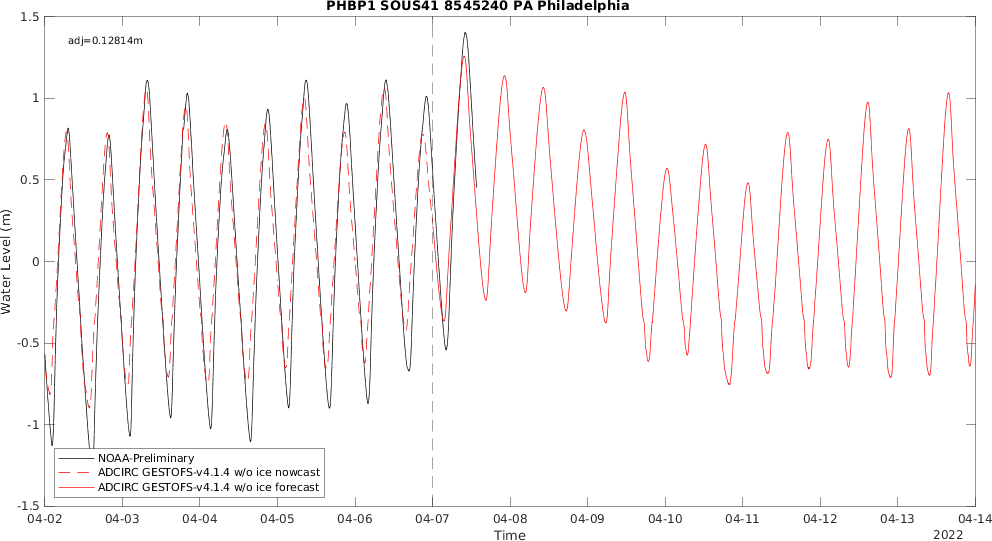 PHBP1 SOUS41 8545240 PA Philadelphia
adj=0.12814m
Water Level (m)
1.5
1
0.5
0
-0.5
-1
-1.5
NOAA-Preliminary
ADCIRC GESTOFS-v4.1.4 w/o ice nowcast
ADCIRC GESTOFS-v4.1.4 w/o ice forecast
04-02 04-03 04-04 04-05 04-06 04-07 04-08 04-09 04-10 04-11 04-12 04-13 04-14
Time
2022